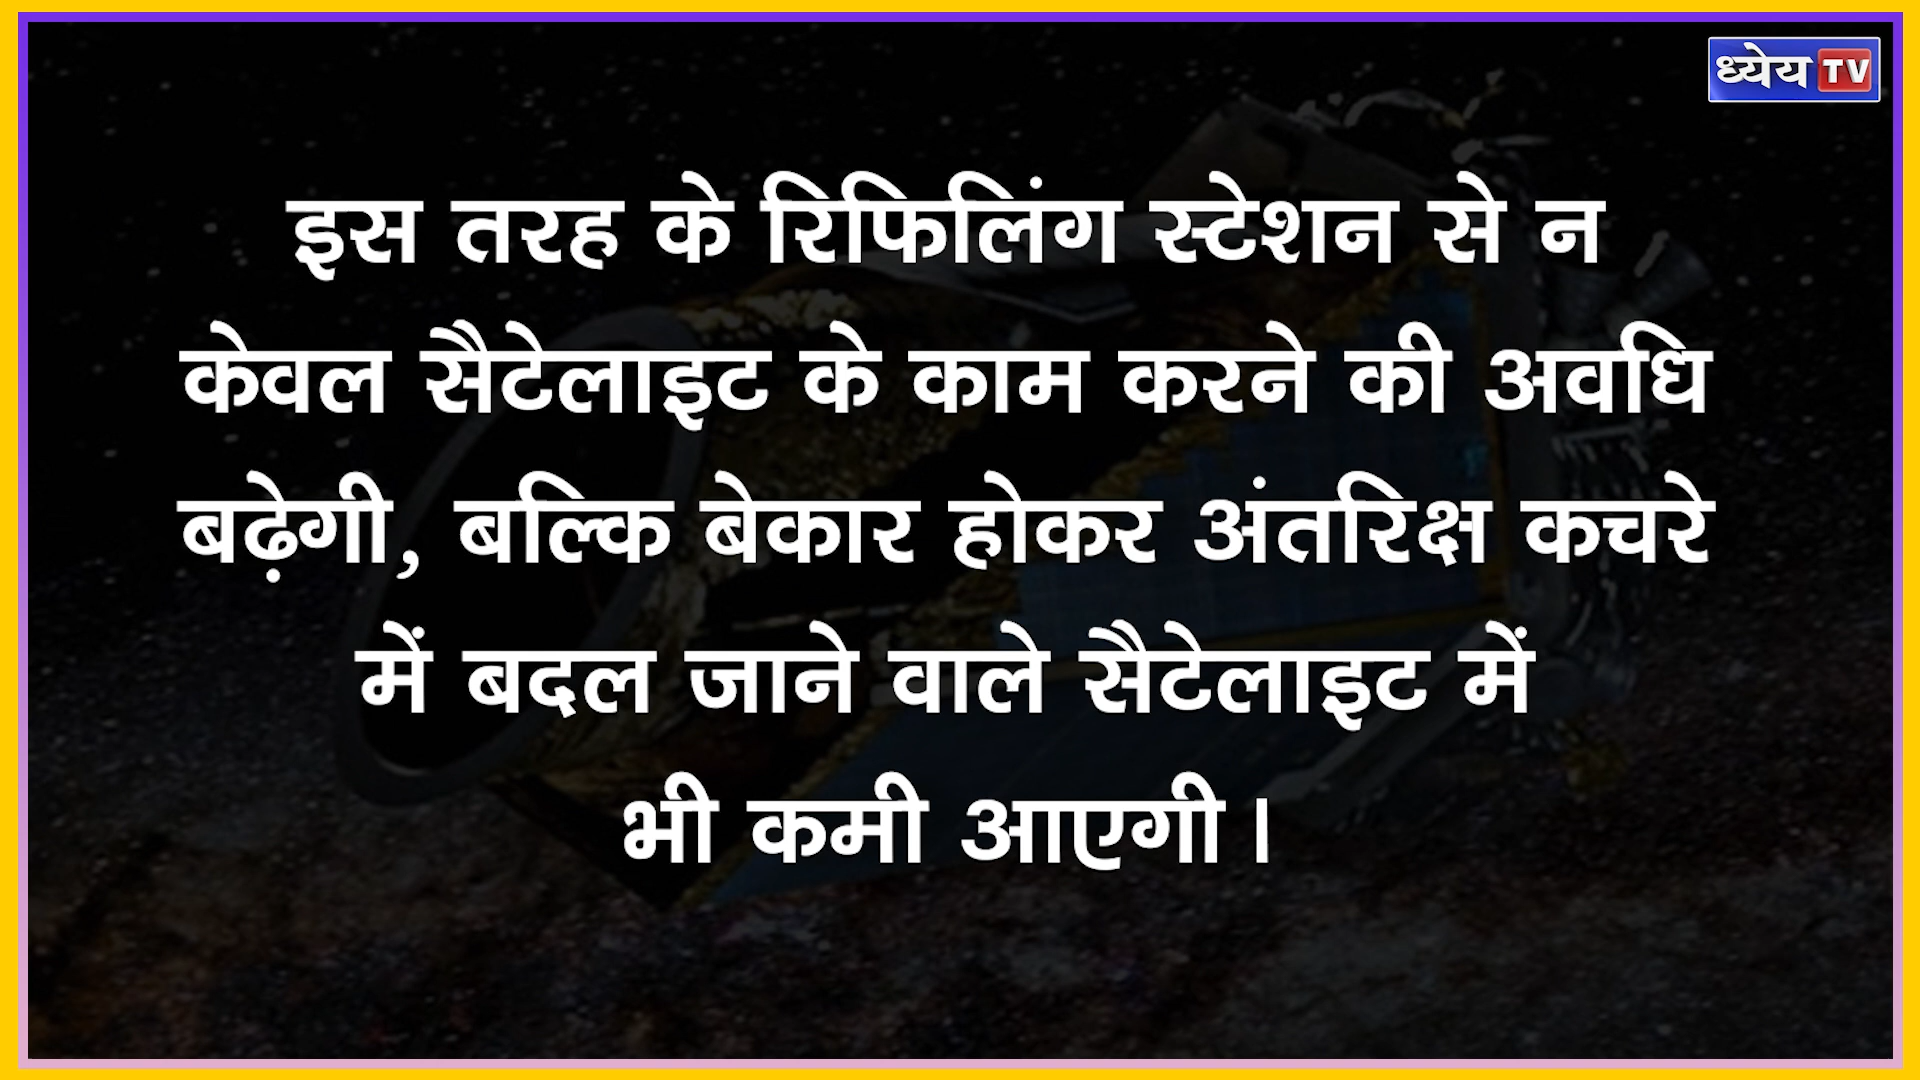 ध्येय TV
इस तरह के रिफिलिंग स्टेशन से न
केवल सैटेलाइट के काम करने की अवधि
बढ़ेगी, बल्कि बेकार होकर अंतरिक्ष कचरे
में बदल जाने वाले सैटेलाइट में
भी कमी आएगी।